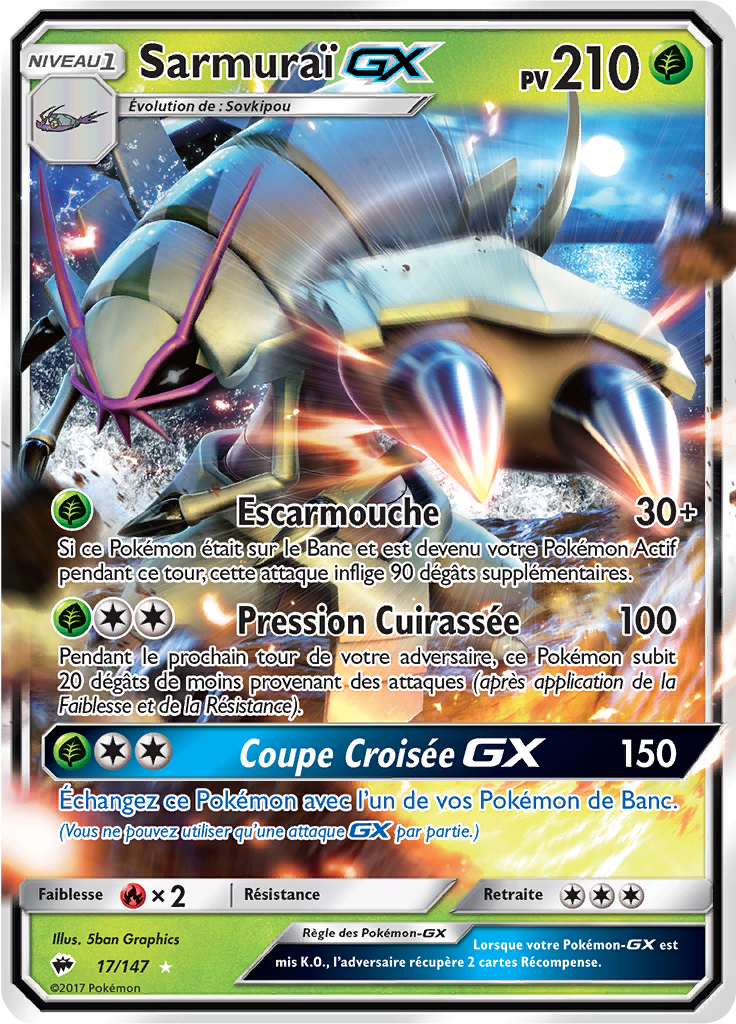 NIVEAU 1
Sarmuraï GX
PV 210
Évolution de : Sovkipou
Escarmouche 30+
Si ce Pokémon était sur le Banc et est devenu votre Pokémon Actif
pendant ce tour, cette attaque inflige 90 dégâts supplémentaires.
Pression Cuirassée 100
Pendant le prochain tour de votre adversaire, ce Pokémon subit
20 dégâts de moins provenant des attaques (après application de la
Faiblesse et de la Résistance).
Coupe Croisée GX 150
Échangez ce Pokémon avec l'un de vos Pokémon de Banc.
(Vous ne pouvez utiliser qu'une attaque GX par partie.)
Faiblesse ×2 Résistance Retraite
Illus. 5ban Graphics
17/147
©2017 Pokémon
Règle des Pokémon-GX
Lorsque votre Pokémon-GX est
mis K.O., l'adversaire récupère 2 cartes Récompense.